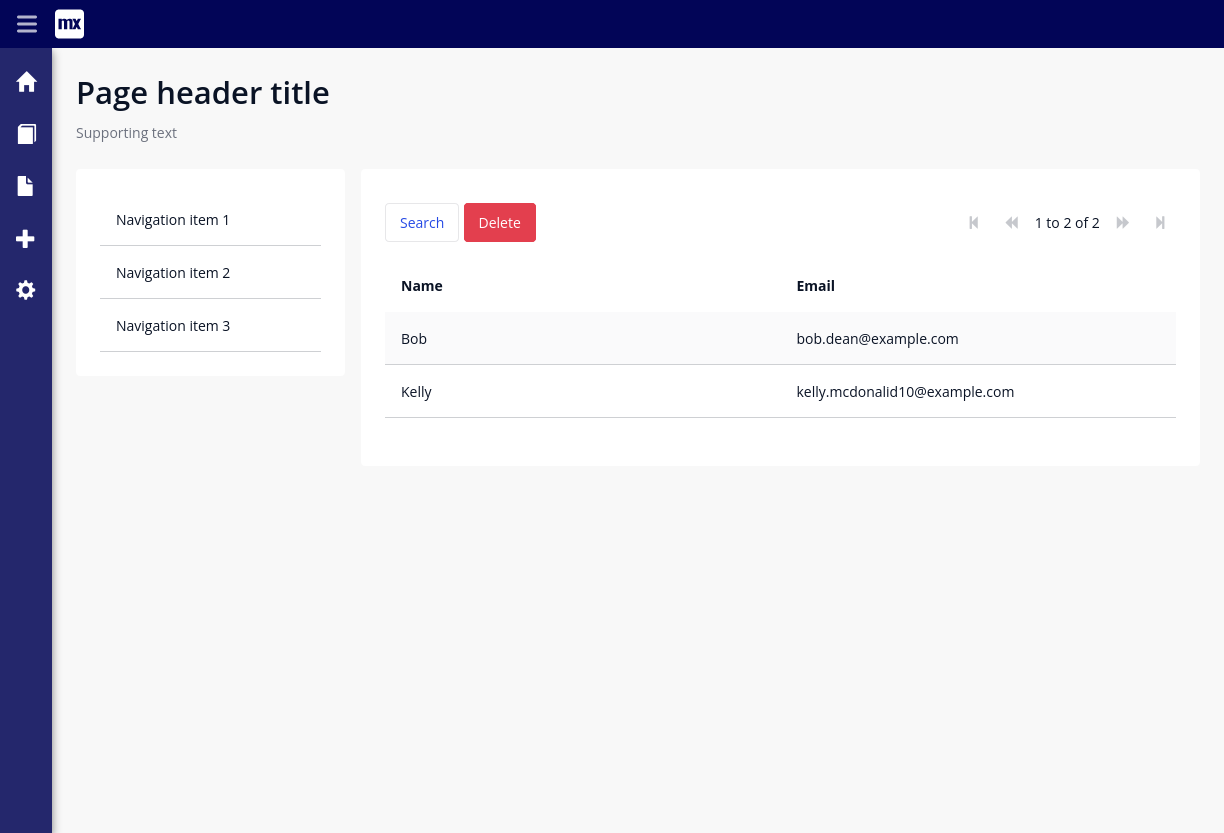 mx
Page header title
Supporting text
Navigation item 1
Navigation item 2
Navigation item 3
Search Delete 1 to 2 of 2
Name Email
Bob bob.dean@example.com
Kelly kelly.mcdonalid10@example.com